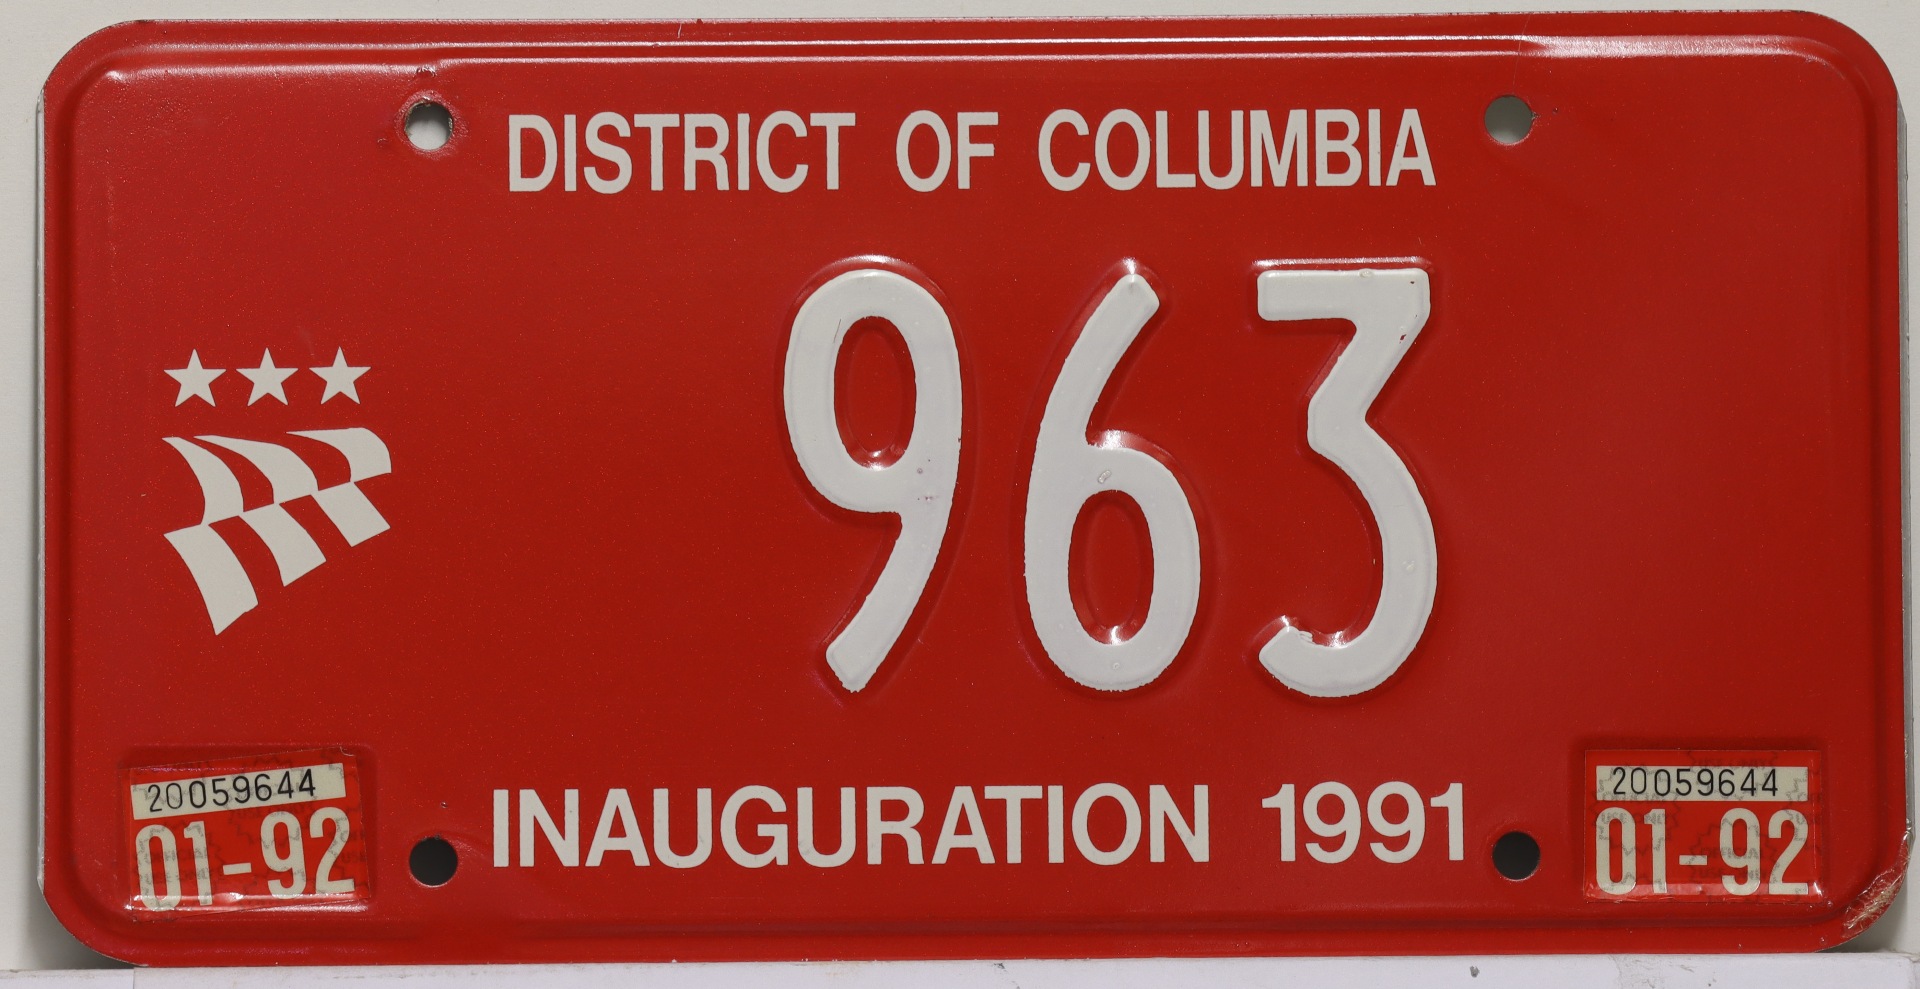 DISTRICT OF COLUMBIA
963
INAUGURATION 1991
20059644
01-92
20059644
01-92